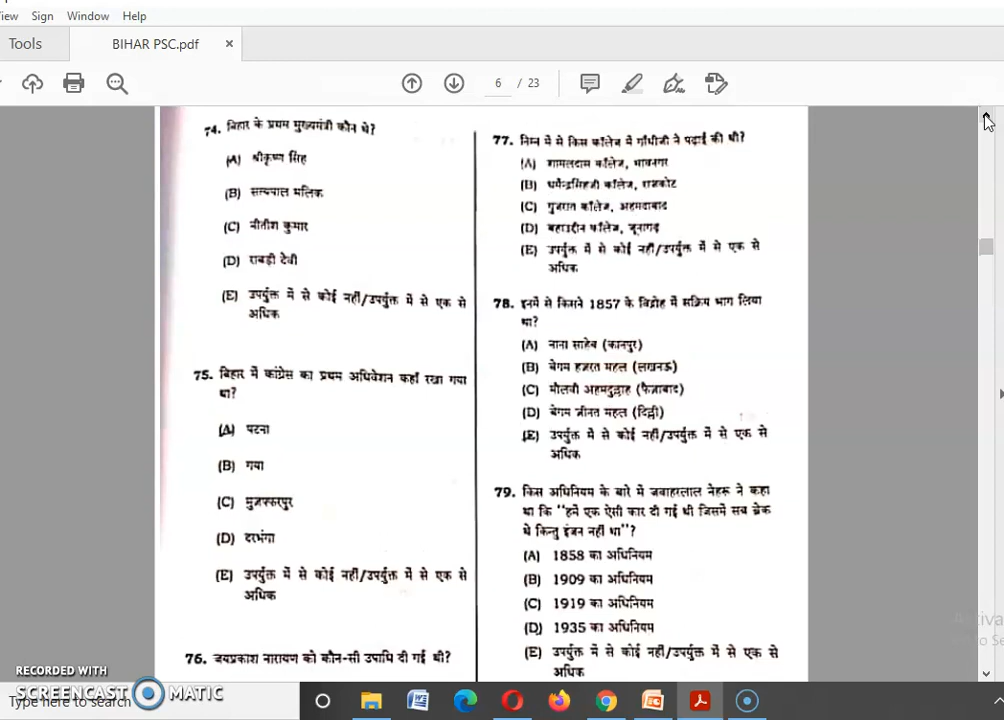 View Sign Window Help
Tools BIHAR PSC.pdf ×
6 / 23
74. बिहार के प्रथम मुख्यमंत्री कौन थे?
(A) श्रीकृष्ण सिंह
(B) सत्यपाल मलिक
(C) नीतीश कुमार
(D) राबड़ी देवी
(E) उपर्युक्त में से कोई नहीं/उपर्युक्त में से एक से
अधिक
75. बिहार में कांग्रेस का प्रथम अधिवेशन कहाँ रखा गया
था?
(A) पटना
(B) गया
(C) मुजफ्फरपुर
(D) दरभंगा
(E) उपर्युक्त में से कोई नहीं/उपर्युक्त में से एक से
अधिक
76. जयप्रकाश नारायण को कौन-सी उपाधि दी गई थी?
77. निम्न में से किस कॉलेज में गाँधीजी ने पढ़ाई की थी?
(A) शामलदास कॉलेज, भावनगर
(B) धर्मेन्द्रसिंहजी कॉलेज, राजकोट
(C) गुजरात कॉलेज, अहमदाबाद
(D) बहाउद्दीन कॉलेज, जूनागढ़
(E) उपर्युक्त में से कोई नहीं/उपर्युक्त में से एक से
अधिक
78. इनमें से किसने 1857 के विद्रोह में सक्रिय भाग लिया
था?
(A) नाना साहेब (कानपुर)
(B) बेगम हजरत महल (लखनऊ)
(C) मौलवी अहमदुल्लाह (फैजाबाद)
(D) बेगम जीनत महल (दिल्ली)
(E) उपर्युक्त में से कोई नहीं/उपर्युक्त में से एक से
अधिक
79. किस अधिनियम के बारे में जवाहरलाल नेहरू ने कहा
था कि "हमें एक ऐसी कार दी गई थी जिसमें सब ब्रेक
थे किन्तु इंजन नहीं था"?
(A) 1858 का अधिनियम
(B) 1909 का अधिनियम
(C) 1919 का अधिनियम
(D) 1935 का अधिनियम
(E) उपर्युक्त में से कोई नहीं/उपर्युक्त में से एक से
अधिक
RECORDED WITH
SCREENCAST MATIC
Type here to search